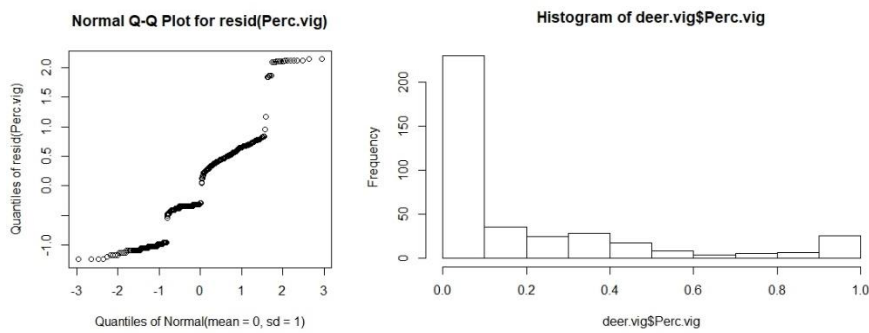 Normal Q-Q Plot for resid(Perc.vig)
Quantiles of resid(Perc.vig)
2.0
1.5
1.0
0.5
0.0
-1.0
-3 -2 -1 0 1 2 3
Quantiles of Normal(mean = 0, sd = 1)
Histogram of deer.vig$Perc.vig
Frequency
200
150
100
50
0
0.0 0.2 0.4 0.6 0.8 1.0
deer.vig$Perc.vig